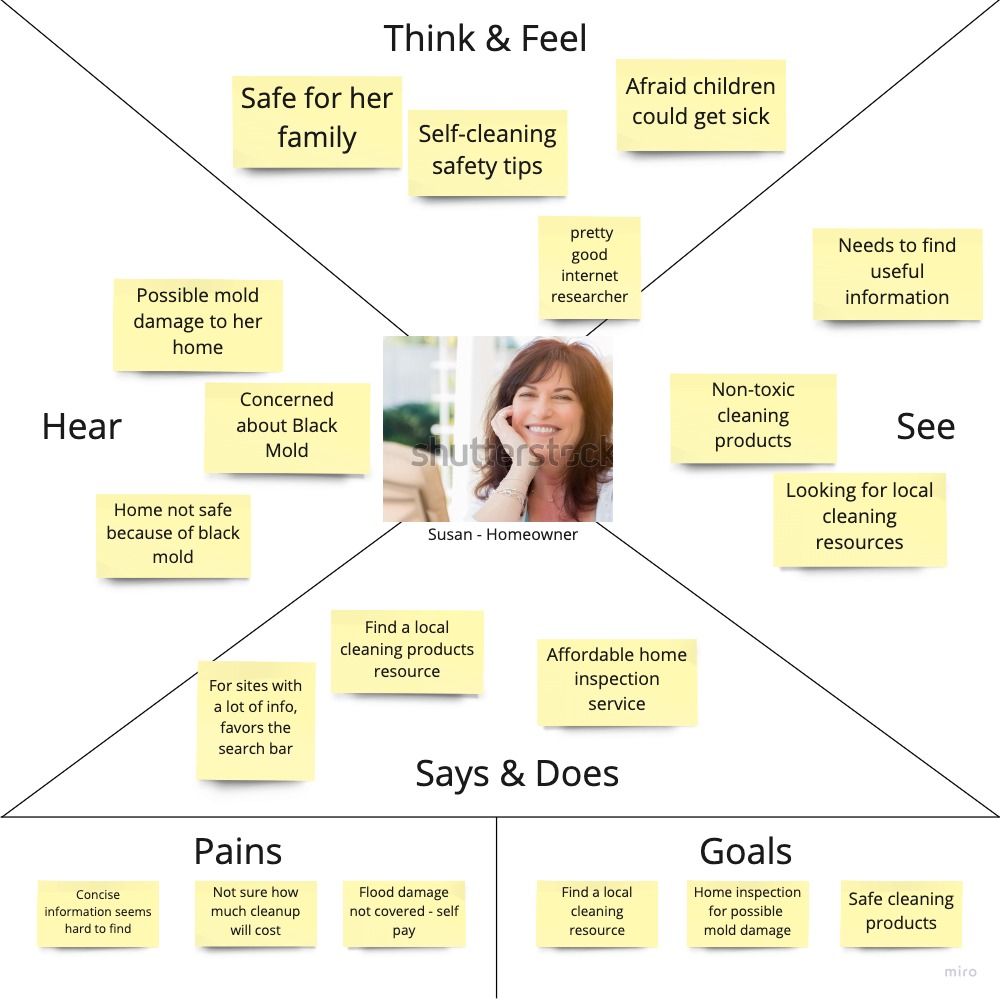 Think & Feel
Safe for her
family
Self-cleaning
safety tips
Afraid children
could get sick
pretty
good
internet
researcher
Hear
Possible mold
damage to her
home
Concerned
about Black
Mold
Home not safe
because of black
mold
shutterstock
Susan - Homeowner
See
Needs to find
useful
information
Non-toxic
cleaning
products
Looking for local
cleaning
resources
For sites with
a lot of info,
favors the
search bar
Find a local
cleaning products
resource
Affordable home
inspection
service
Says & Does
Pains
Concise
information seems
hard to find
Not sure how
much cleanup
will cost
Flood damage
not covered - self
pay
Goals
Find a local
cleaning
resource
Home inspection
for possible
mold damage
Safe cleaning
products
miro